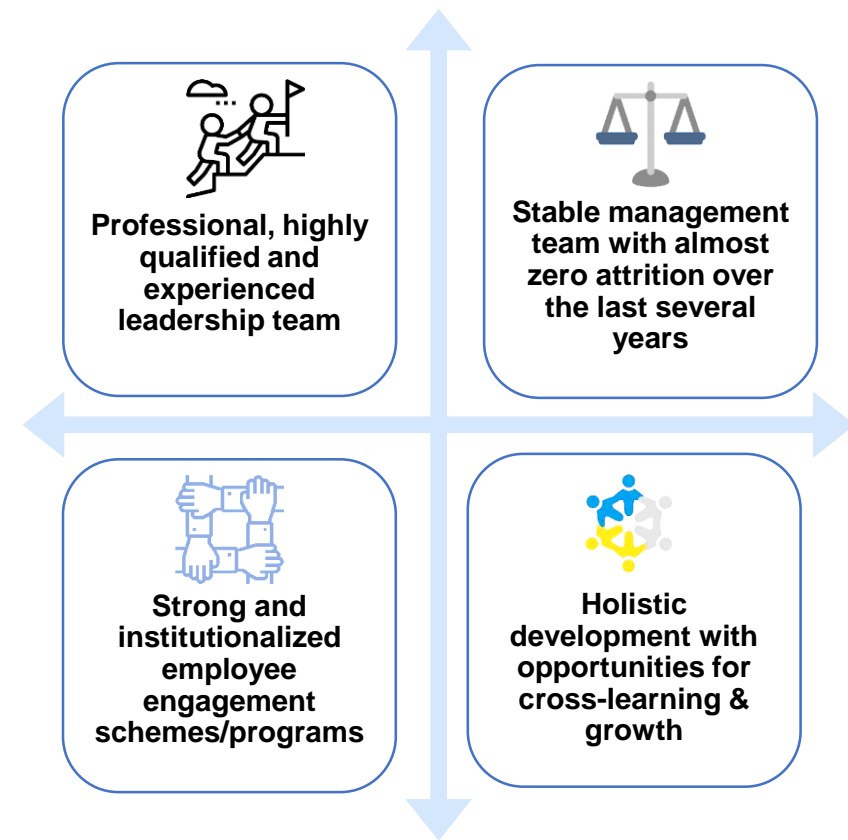 Professional, highly
qualified and
experienced
leadership team
Stable management
team with almost
zero attrition over
the last several
years
Strong and
institutionalized
employee
engagement
schemes/programs
Holistic
development with
opportunities for
cross-learning &
growth